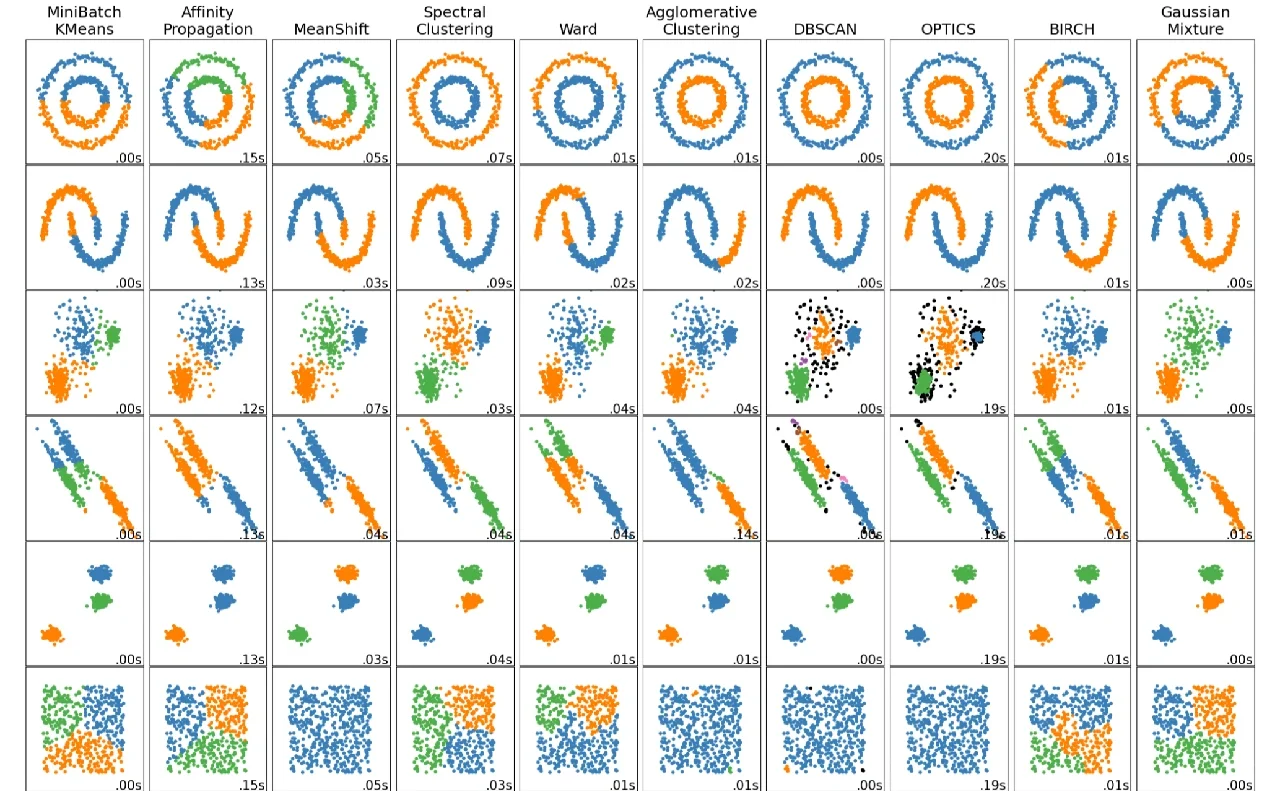 MiniBatch
KMeans
Affinity
Propagation
MeanShift
Spectral
Clustering
Ward
Agglomerative
Clustering
DBSCAN
OPTICS
BIRCH
Gaussian
Mixture
.00s .15s .05s .07s .01s .01s .00s .20s .01s .00s
.00s .13s .03s .09s .02s .02s .00s .20s .01s .00s
.00s .12s .07s .03s .04s .04s .00s .19s .01s .00s
.00s .13s .04s .04s .04s .14s .00s .19s .01s .01s
.00s .13s .03s .04s .01s .01s .00s .19s .01s .00s
.00s .15s .05s .03s .01s .01s .00s .19s .01s .00s